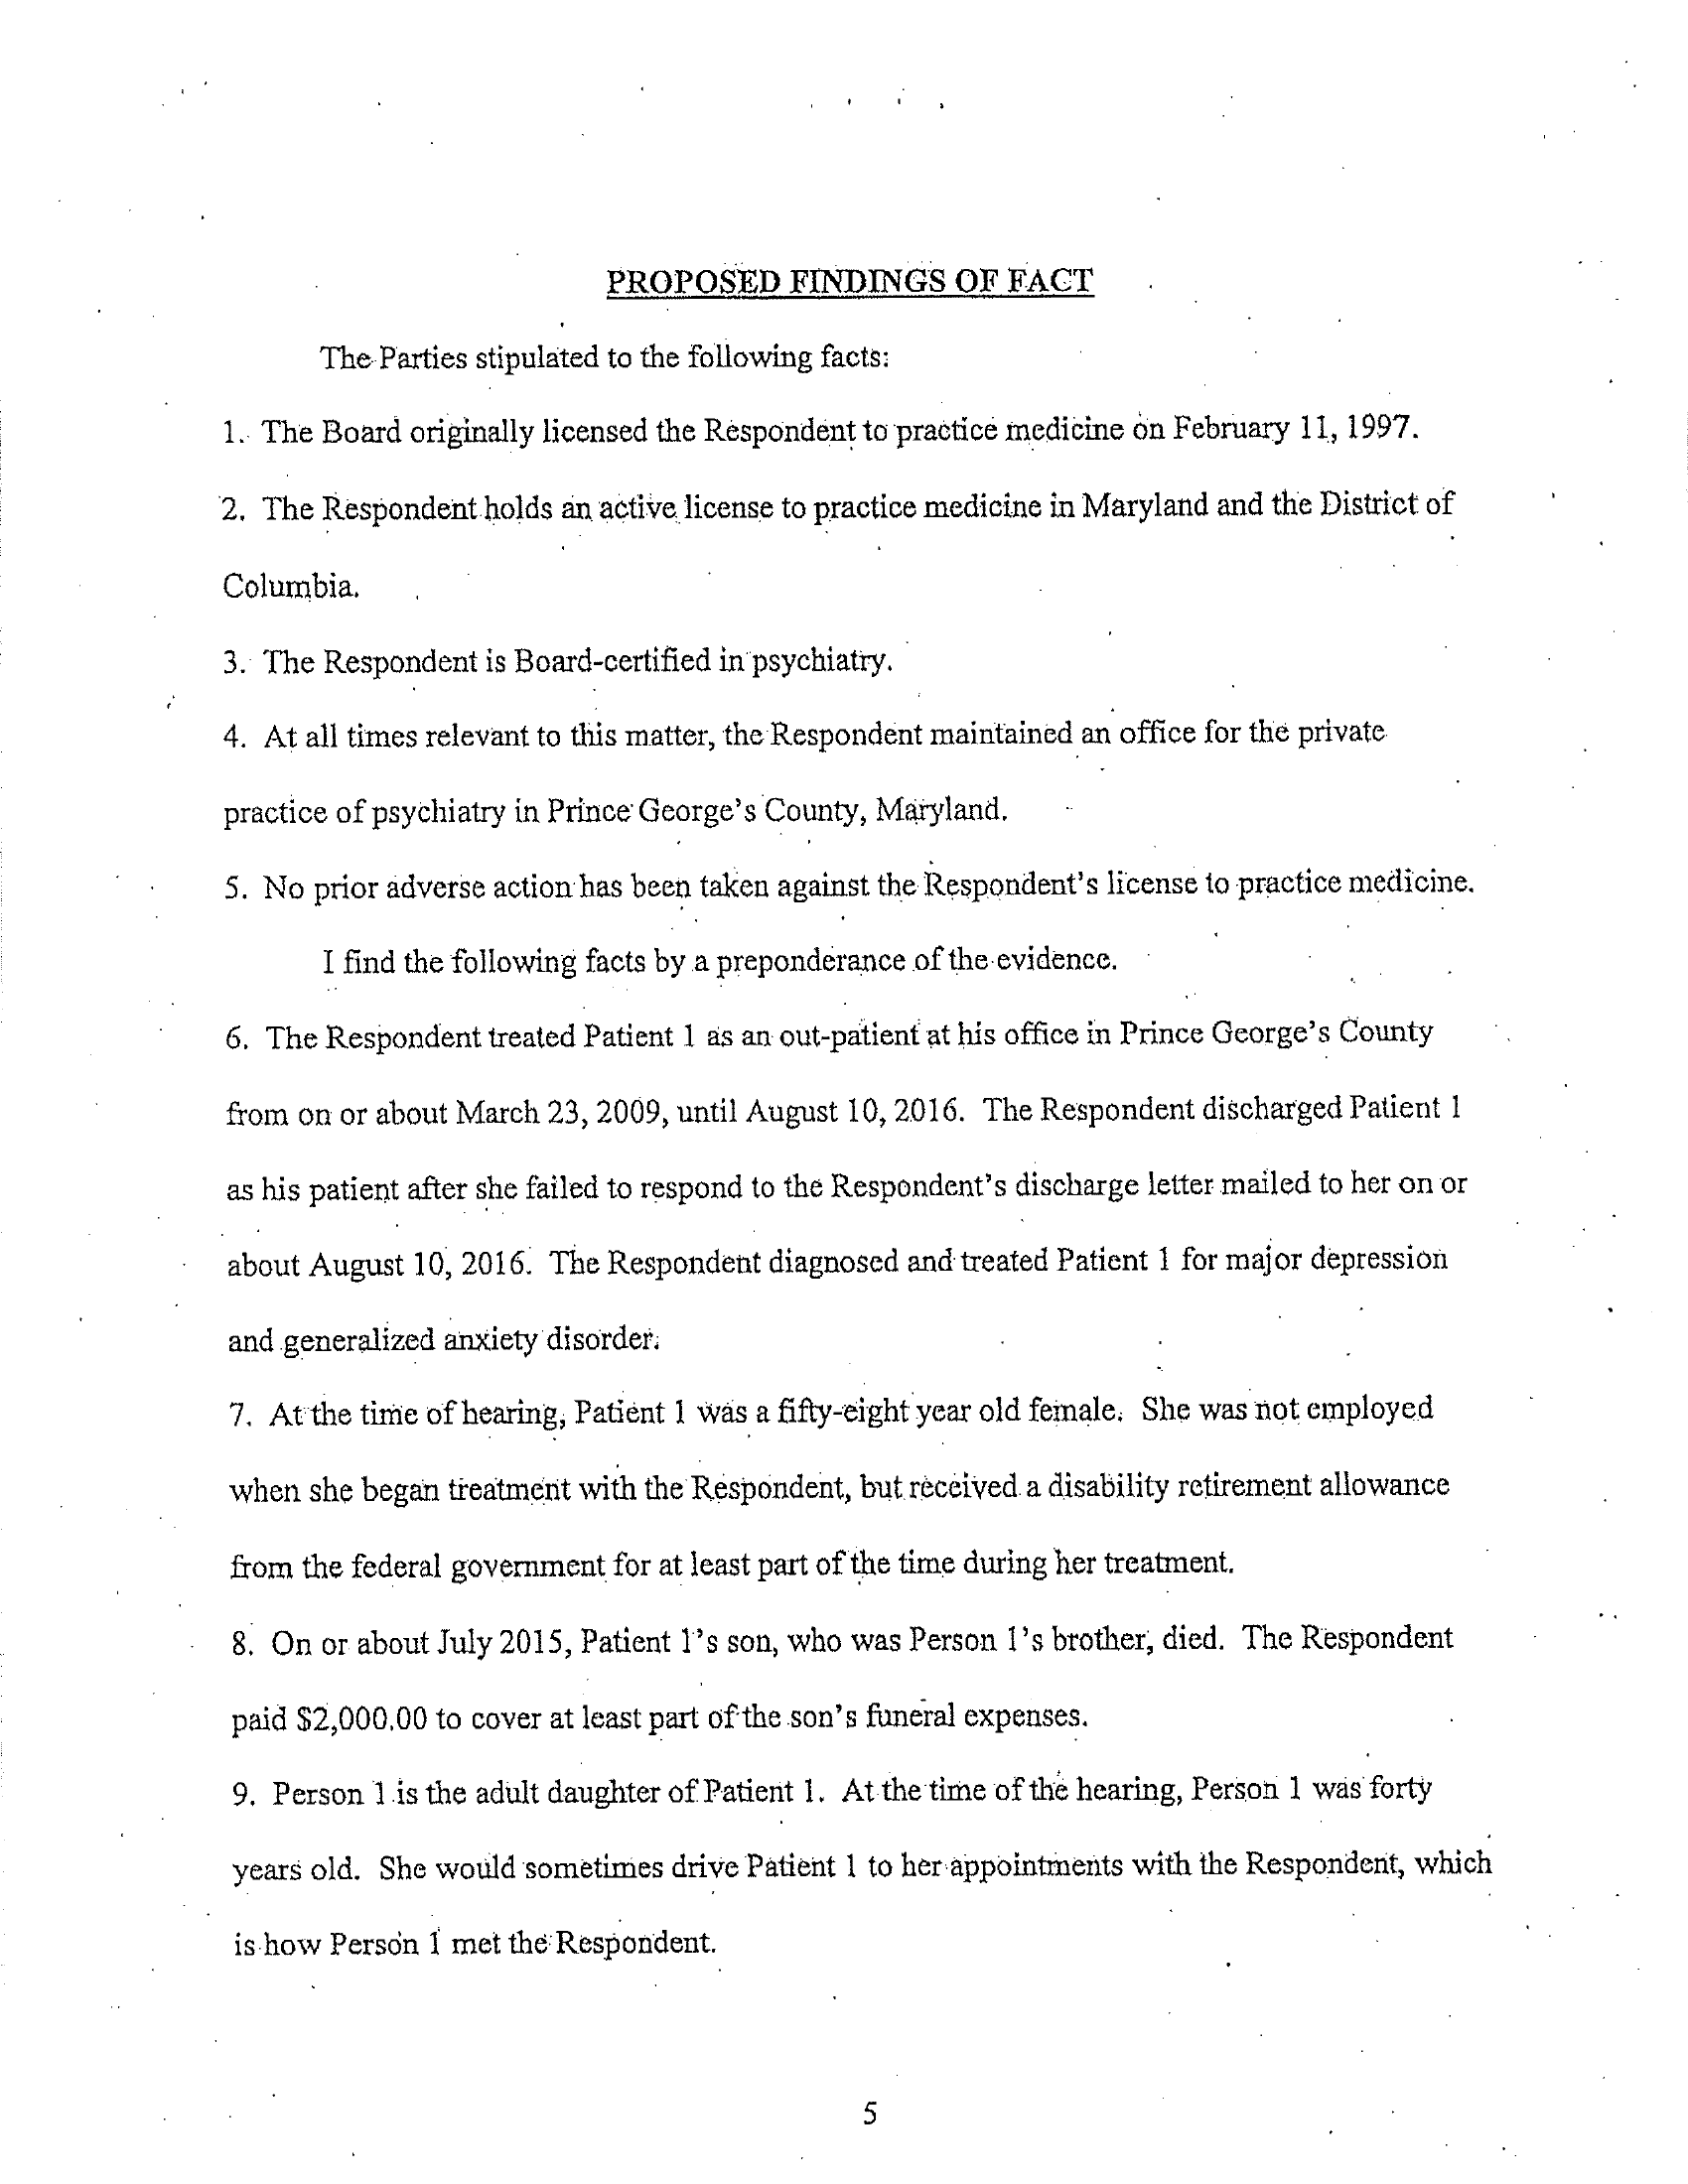 PROPOSED FINDINGS OF FACT
The Parties stipulated to the following facts:
1. The Board originally licensed the Respondent to practice medicine on February 11, 1997.
2. The Respondent holds an active license to practice medicine in Maryland and the District of
Columbia.
3. The Respondent is Board-certified in psychiatry.
4. At all times relevant to this matter, the Respondent maintained an office for the private
practice of psychiatry in Prince George's County, Maryland.
5. No prior adverse action has been taken against the Respondent's license to practice medicine.
I find the following facts by a preponderance of the evidence.
6. The Respondent treated Patient 1 as an out-patient at his office in Prince George's County
from on or about March 23, 2009, until August 10, 2016. The Respondent discharged Patient 1
as his patient after she failed to respond to the Respondent's discharge letter mailed to her on or
about August 10, 2016. The Respondent diagnosed and treated Patient 1 for major depression
and generalized anxiety disorder.
7. At the time of hearing, Patient 1 was a fifty-eight year old female. She was not employed
when she began treatment with the Respondent, but received a disability retirement allowance
from the federal government for at least part of the time during her treatment.
8. On or about July 2015, Patient 1's son, who was Person 1's brother, died. The Respondent
paid $2,000.00 to cover at least part of the son's funeral expenses.
9. Person 1 is the adult daughter of Patient 1. At the time of the hearing, Person 1 was forty
years old. She would sometimes drive Patient 1 to her appointments with the Respondent, which
is how Person 1 met the Respondent.
5